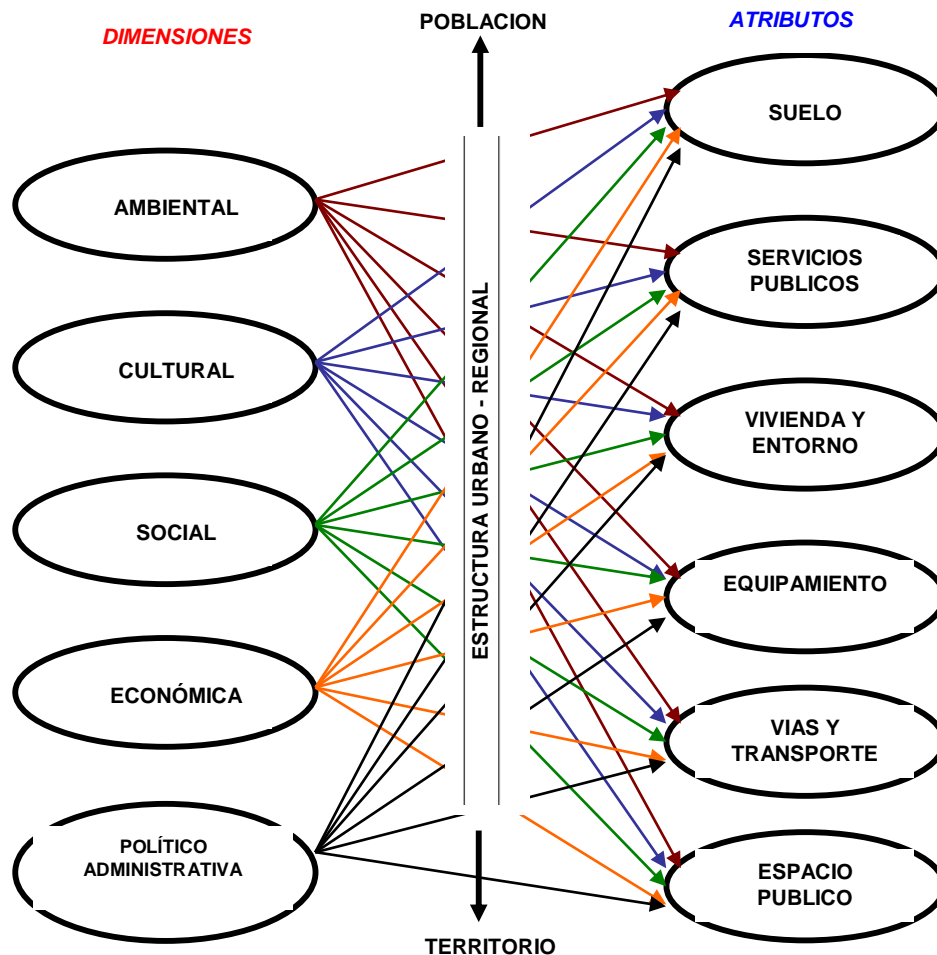 DIMENSIONES
POBLACION
ATRIBUTOS
AMBIENTAL
CULTURAL
SOCIAL
ECONÓMICA
POLÍTICO
ADMINISTRATIVA
ESTRUCTURA URBANO - REGIONAL
SUELO
SERVICIOS
PUBLICOS
VIVIENDA Y
ENTORNO
EQUIPAMIENTO
VIAS Y
TRANSPORTE
ESPACIO
PUBLICO
TERRITORIO